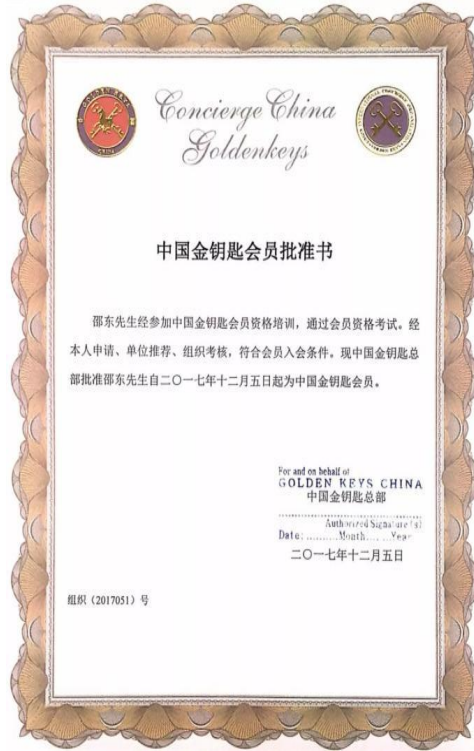 Concierge China
Goldenkeys
中国金钥匙会员批准书
邵东先生经参加中国金钥匙会员资格培训，通过会员资格考试。经
本人申请、单位推荐、组织考核，符合会员入会条件。现中国金钥匙总
部批准邵东先生自二〇一七年十二月五日起为中国金钥匙会员。
For and on behalf of
GOLDEN KEYS CHINA
中国金钥匙总部
Authorized Signature(s)
Date:..........Month:......Year
二〇一七年十二月五日
组织（2017051）号